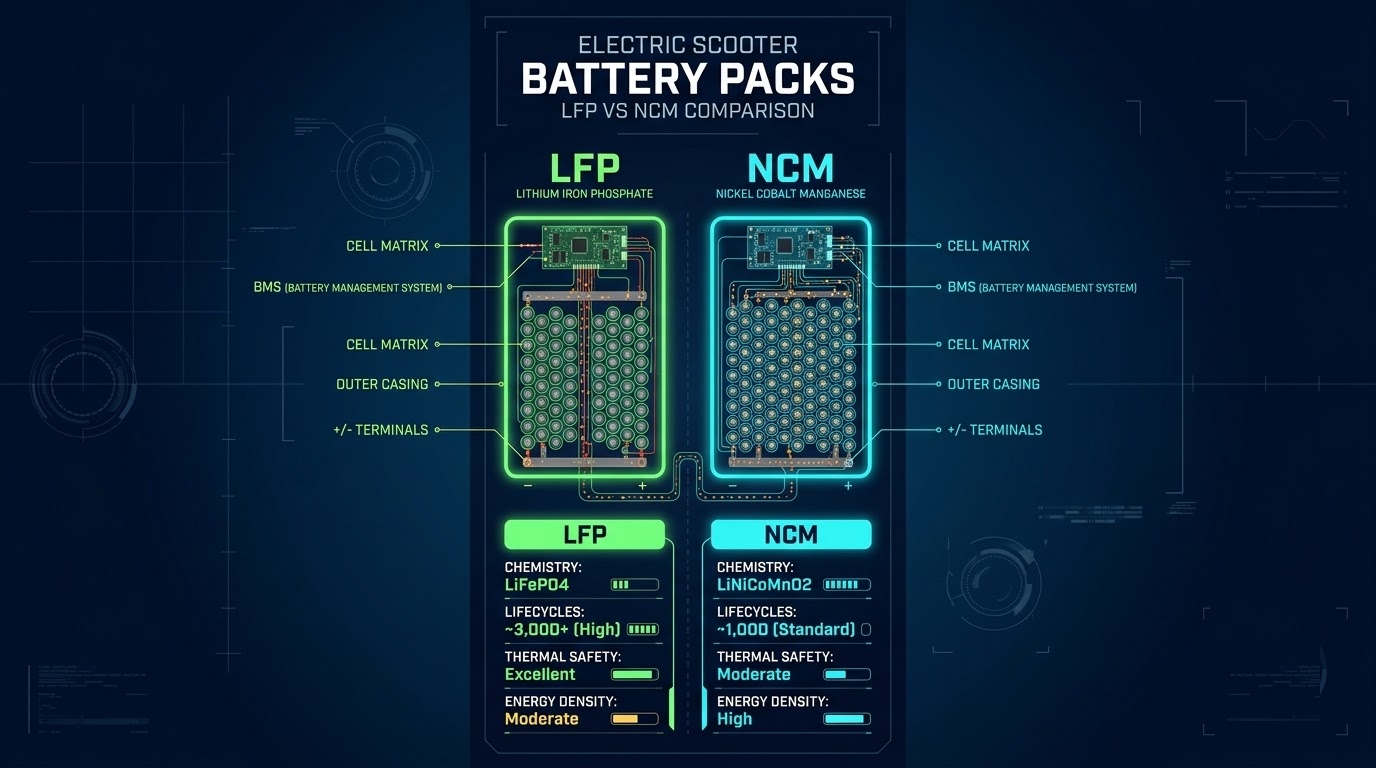 ELECTRIC SCOOTER
BATTERY PACKS
LFP VS NCM COMPARISON
LFP
LITHIUM IRON PHOSPHATE
NCM
NICKEL COBALT MANGANESE
CELL MATRIX
BMS (BATTERY MANAGEMENT SYSTEM)
CELL MATRIX
OUTER CASING
+/- TERMINALS
CELL MATRIX
BMS (BATTERY MANAGEMENT SYSTEM)
CELL MATRIX
OUTER CASING
+/- TERMINALS
− +
− +
LFP
CHEMISTRY:
LiFePO4
LIFECYCLES:
~3,000+ (High)
THERMAL SAFETY:
Excellent
ENERGY DENSITY:
Moderate
NCM
CHEMISTRY:
LiNiCoMnO2
LIFECYCLES:
~1,000 (Standard)
THERMAL SAFETY:
Moderate
ENERGY DENSITY:
High